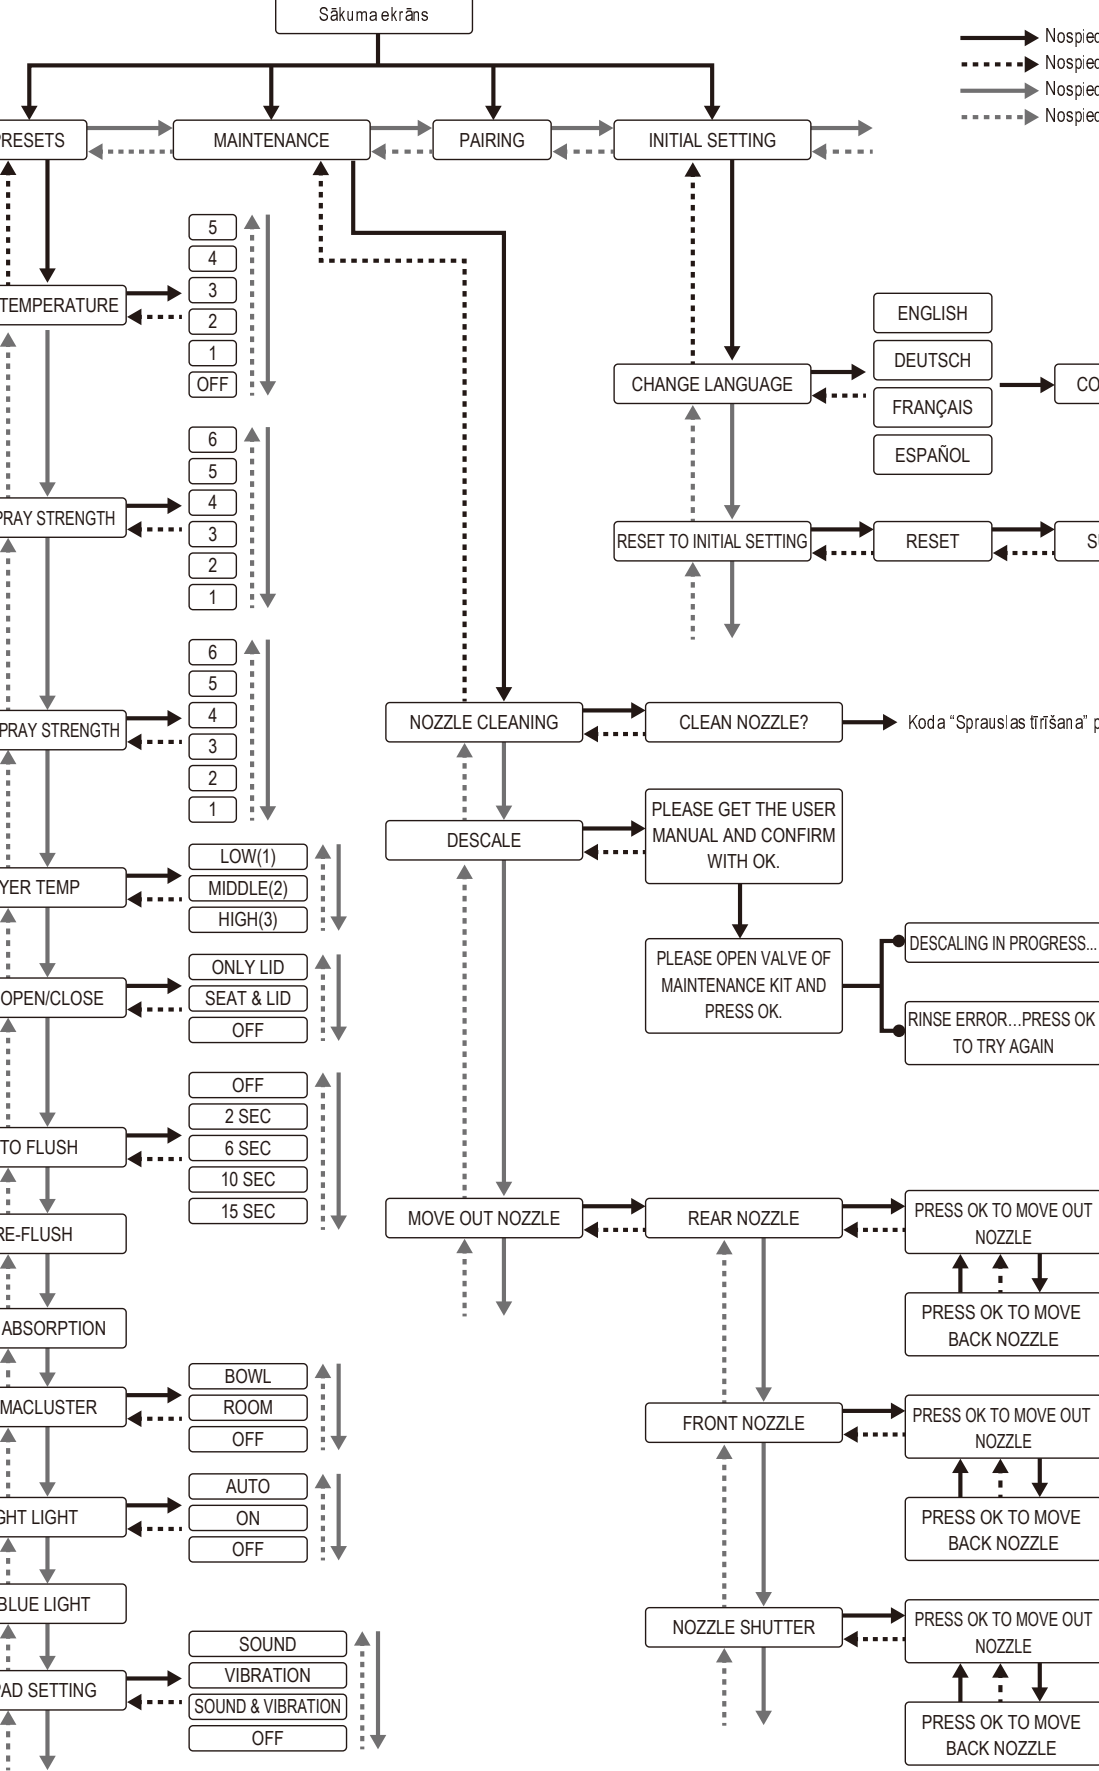 Sākuma ekrāns
Nospied
Nospied
Nospied
Nospied
RESETS
MAINTENANCE
PAIRING
INITIAL SETTING
5
4
3
2
1
OFF
TEMPERATURE
ENGLISH
DEUTSCH
FRANÇAIS
ESPAÑOL
CHANGE LANGUAGE
CO
6
5
4
3
2
1
PRAY STRENGTH
RESET TO INITIAL SETTING
RESET
SU
6
5
4
3
2
1
PRAY STRENGTH
NOZZLE CLEANING
CLEAN NOZZLE?
Koda “Sprauslas tīrīšana” p
DESCALE
PLEASE GET THE USER
MANUAL AND CONFIRM
WITH OK.
LOW(1)
MIDDLE(2)
HIGH(3)
YER TEMP
PLEASE OPEN VALVE OF
MAINTENANCE KIT AND
PRESS OK.
DESCALING IN PROGRESS...
RINSE ERROR...PRESS OK
TO TRY AGAIN
ONLY LID
SEAT & LID
OFF
OPEN/CLOSE
OFF
2 SEC
6 SEC
10 SEC
15 SEC
TO FLUSH
RE-FLUSH
MOVE OUT NOZZLE
REAR NOZZLE
PRESS OK TO MOVE OUT
NOZZLE
PRESS OK TO MOVE
BACK NOZZLE
ABSORPTION
BOWL
ROOM
OFF
MACLUSTER
FRONT NOZZLE
PRESS OK TO MOVE OUT
NOZZLE
PRESS OK TO MOVE
BACK NOZZLE
AUTO
ON
OFF
GHT LIGHT
BLUE LIGHT
NOZZLE SHUTTER
PRESS OK TO MOVE OUT
NOZZLE
PRESS OK TO MOVE
BACK NOZZLE
SOUND
VIBRATION
SOUND & VIBRATION
OFF
PAD SETTING